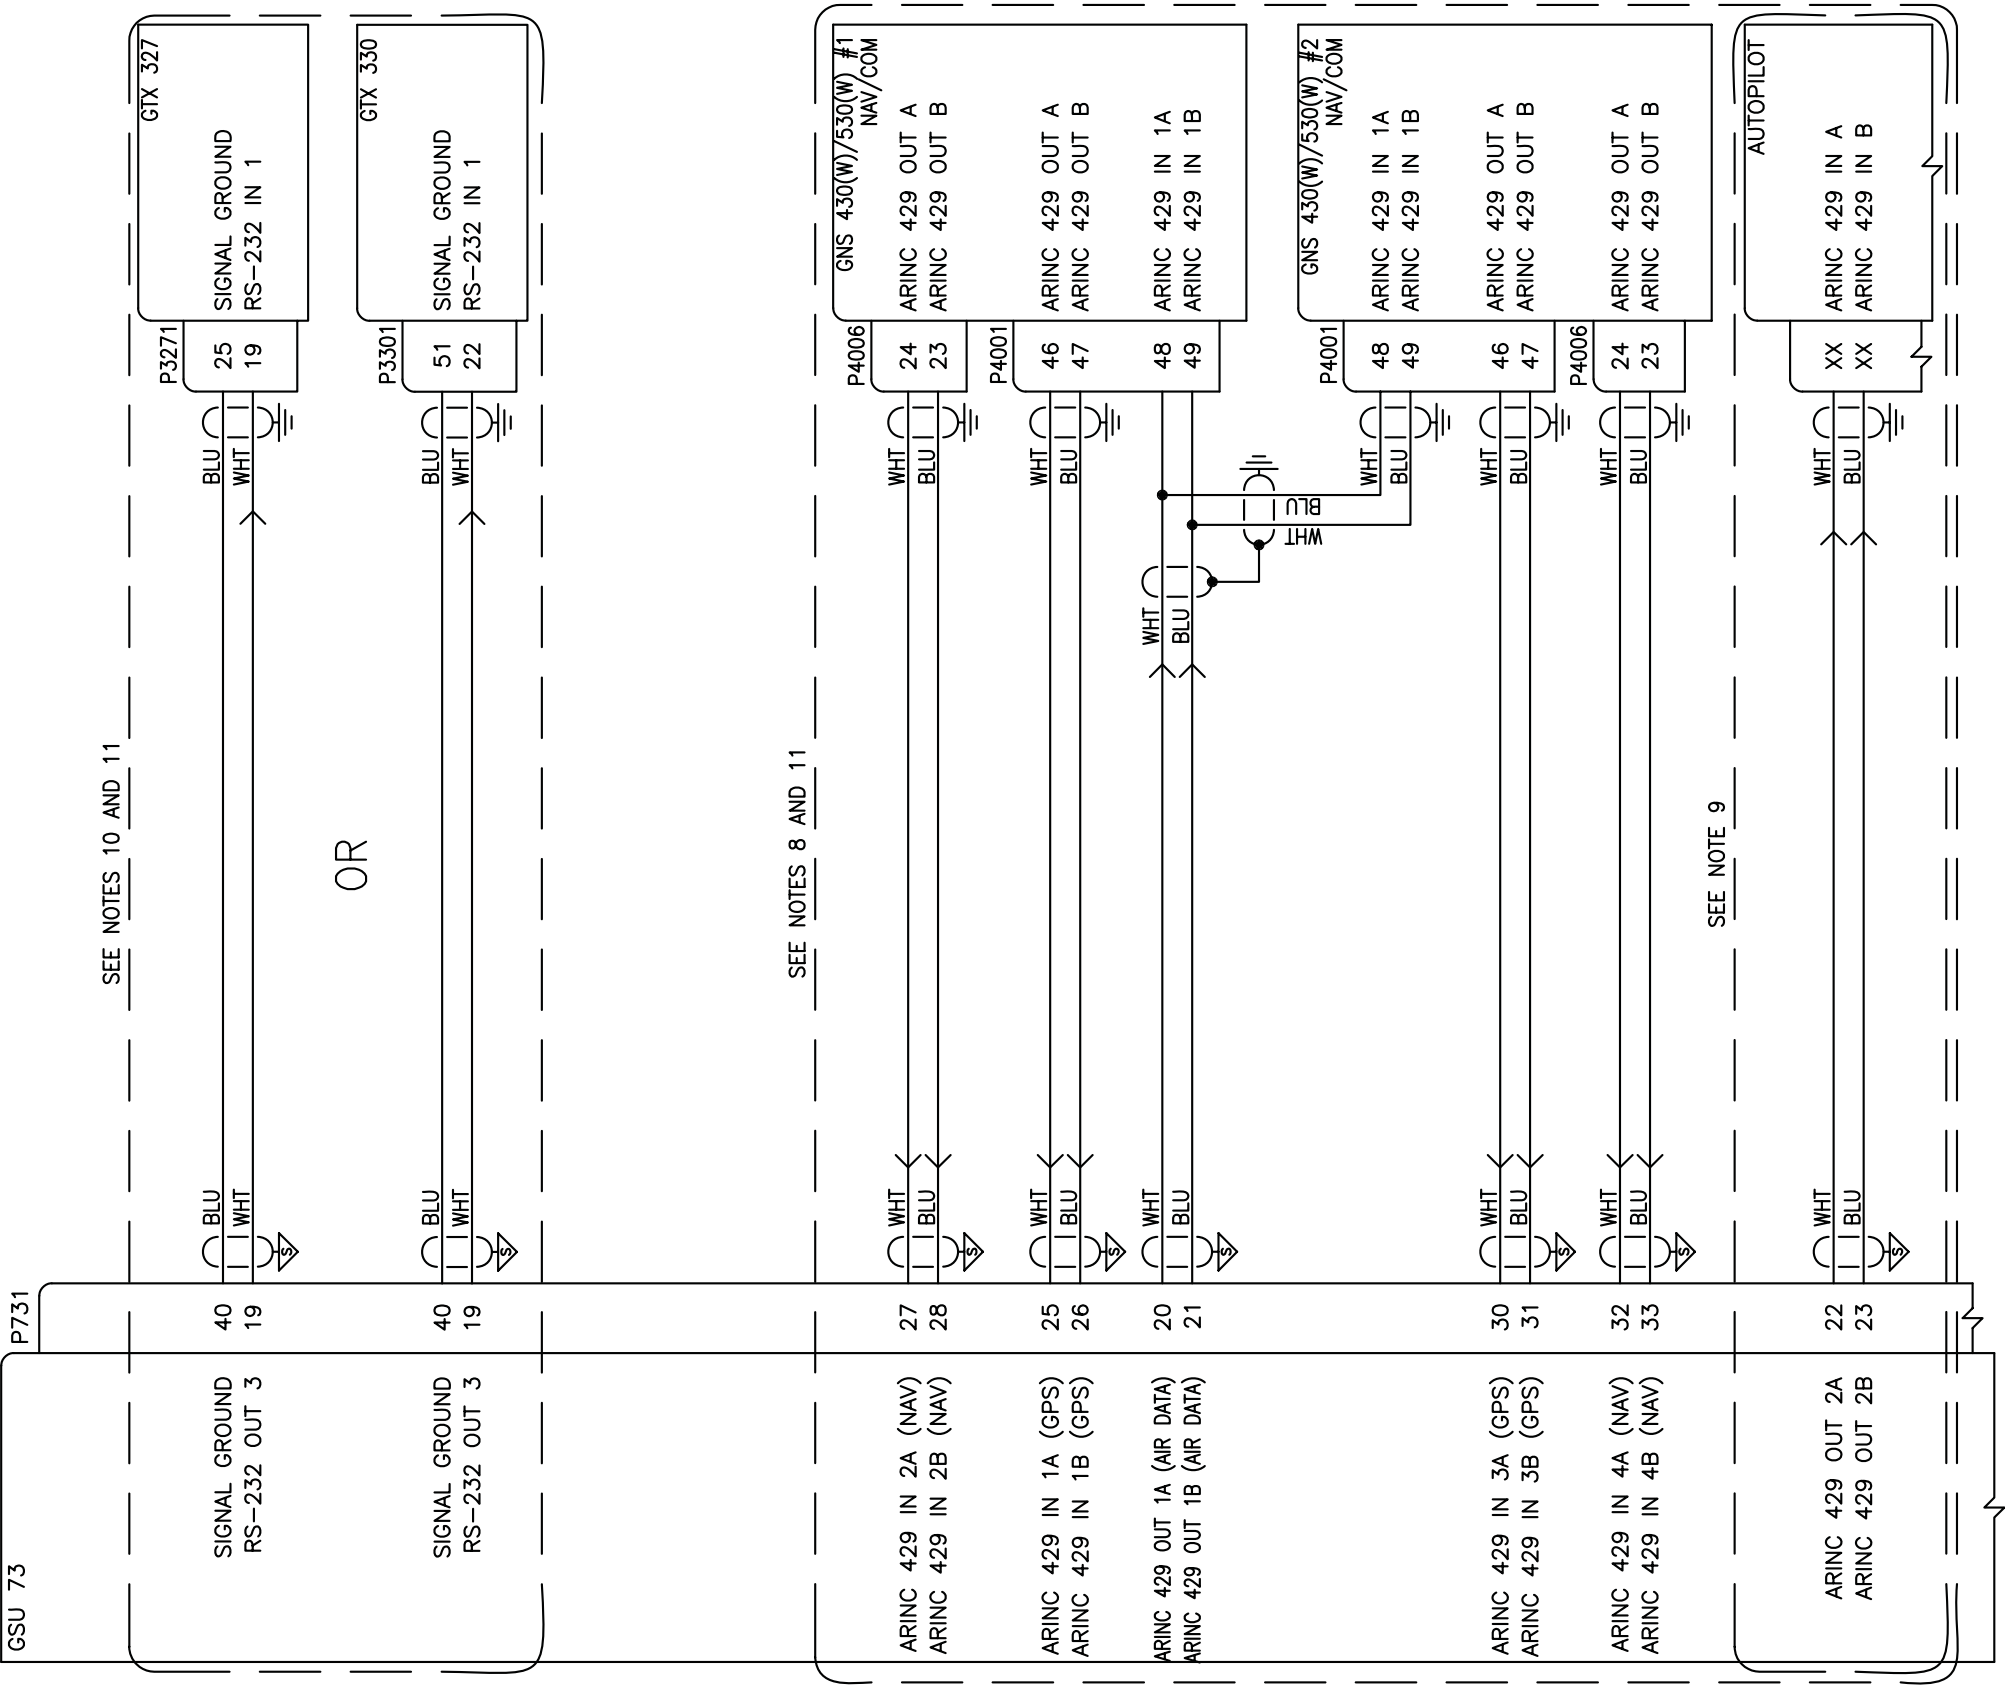 GSU 73
P731
SEE NOTES 10 AND 11
SIGNAL GROUND 40 BLU BLU 25 SIGNAL GROUND
RS-232 OUT 3 19 WHT WHT 19 RS-232 IN 1
S
P3271
GTX 327
OR
SIGNAL GROUND 40 BLU BLU 51 SIGNAL GROUND
RS-232 OUT 3 19 WHT WHT 22 RS-232 IN 1
S
P3301
GTX 330
SEE NOTES 8 AND 11
GNS 430(W)/530(W) #1
NAV/COM
P4006
ARINC 429 IN 2A (NAV) 27 WHT WHT 24 ARINC 429 OUT A
ARINC 429 IN 2B (NAV) 28 BLU BLU 23 ARINC 429 OUT B
S
P4001
ARINC 429 IN 1A (GPS) 25 WHT WHT 46 ARINC 429 OUT A
ARINC 429 IN 1B (GPS) 26 BLU BLU 47 ARINC 429 OUT B
S
ARINC 429 OUT 1A (AIR DATA) 20 WHT WHT 48 ARINC 429 IN 1A
ARINC 429 OUT 1B (AIR DATA) 21 BLU BLU 49 ARINC 429 IN 1B
S
BLU
WHT
GNS 430(W)/530(W) #2
NAV/COM
P4001
WHT 48 ARINC 429 IN 1A
BLU 49 ARINC 429 IN 1B
ARINC 429 IN 3A (GPS) 30 WHT WHT 46 ARINC 429 OUT A
ARINC 429 IN 3B (GPS) 31 BLU BLU 47 ARINC 429 OUT B
S
P4006
ARINC 429 IN 4A (NAV) 32 WHT WHT 24 ARINC 429 OUT A
ARINC 429 IN 4B (NAV) 33 BLU BLU 23 ARINC 429 OUT B
S
SEE NOTE 9
AUTOPILOT
ARINC 429 OUT 2A 22 WHT WHT XX ARINC 429 IN A
ARINC 429 OUT 2B 23 BLU BLU XX ARINC 429 IN B
S